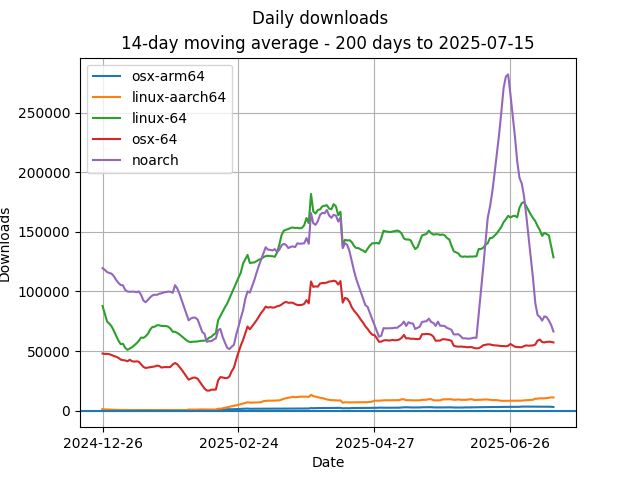 Daily downloads
14-day moving average - 200 days to 2025-07-15
osx-arm64
linux-aarch64
linux-64
osx-64
noarch
250000
200000
150000
100000
50000
0
Downloads
2024-12-26
2025-02-24
2025-04-27
2025-06-26
Date